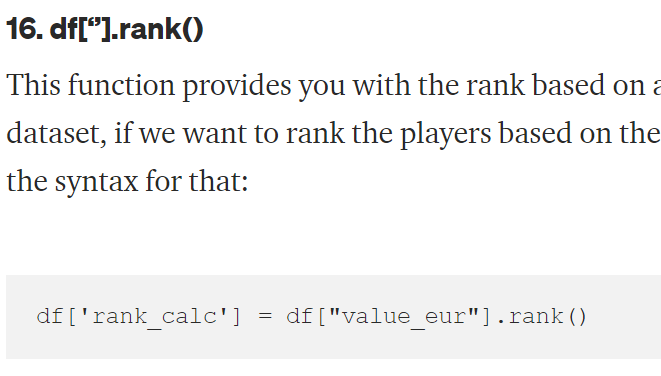 16. df[‘’].rank()
This function provides you with the rank based on a
dataset, if we want to rank the players based on the
the syntax for that:
df['rank_calc'] = df["value_eur"].rank()